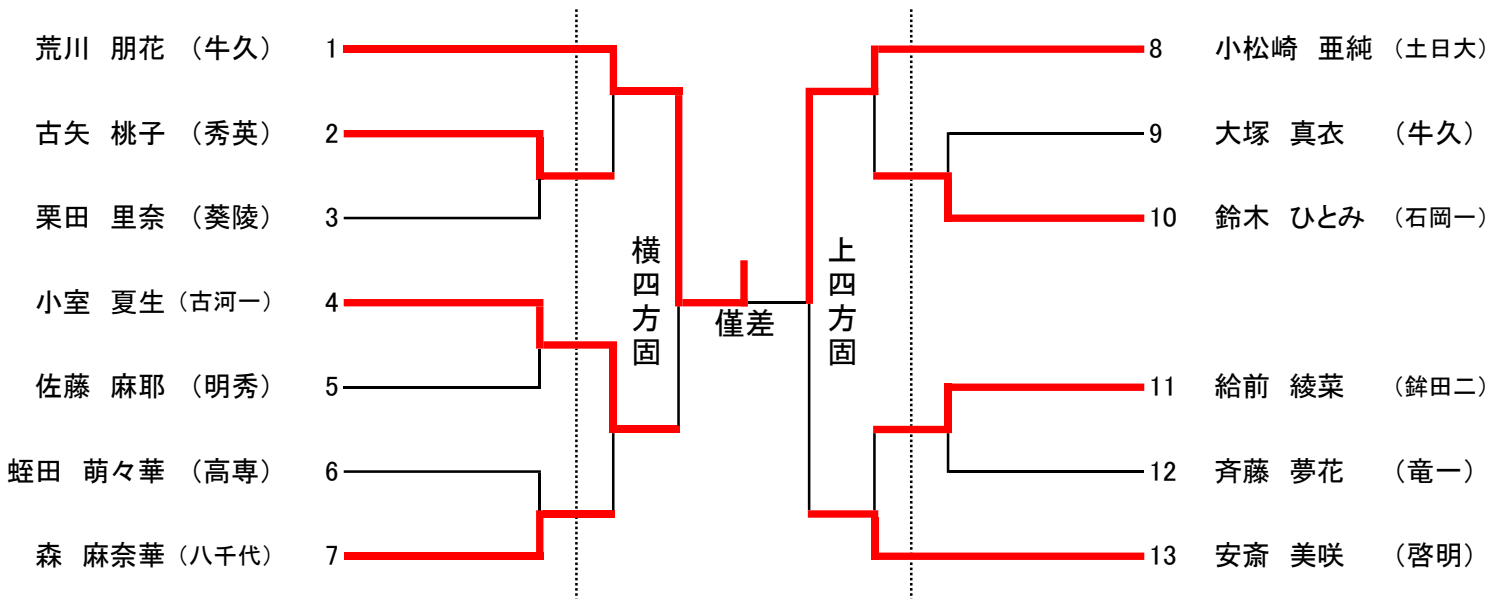 荒川 朋花 （牛久） 1
古矢 桃子 （秀英） 2
栗田 里奈 （葵陵） 3
小室 夏生 （古河一） 4
佐藤 麻耶 （明秀） 5
蛭田 萌々華 （高専） 6
森 麻奈華 （八千代） 7
横四方固
僅差
上四方固
8 小松崎 亜純 （土日大）
9 大塚 真衣 （牛久）
10 鈴木 ひとみ （石岡一）
11 給前 綾菜 （鉾田二）
12 斉藤 夢花 （竜一）
13 安斎 美咲 （啓明）